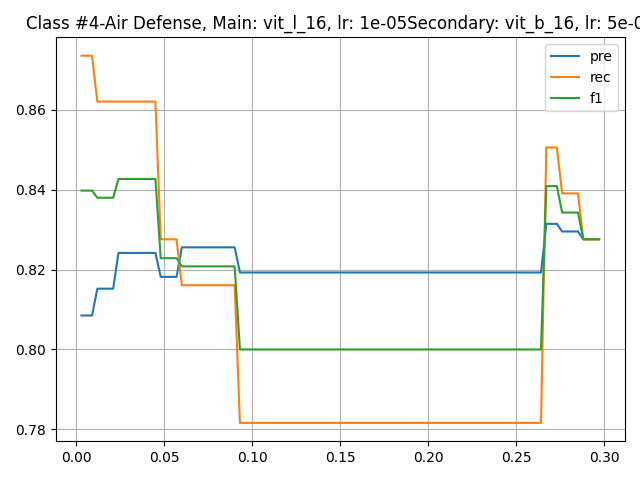 Class #4-Air Defense, Main: vit_l_16, lr: 1e-05Secondary: vit_b_16, lr: 5e-0
pre
rec
f1
0.86
0.84
0.82
0.80
0.78
0.00 0.05 0.10 0.15 0.20 0.25 0.30